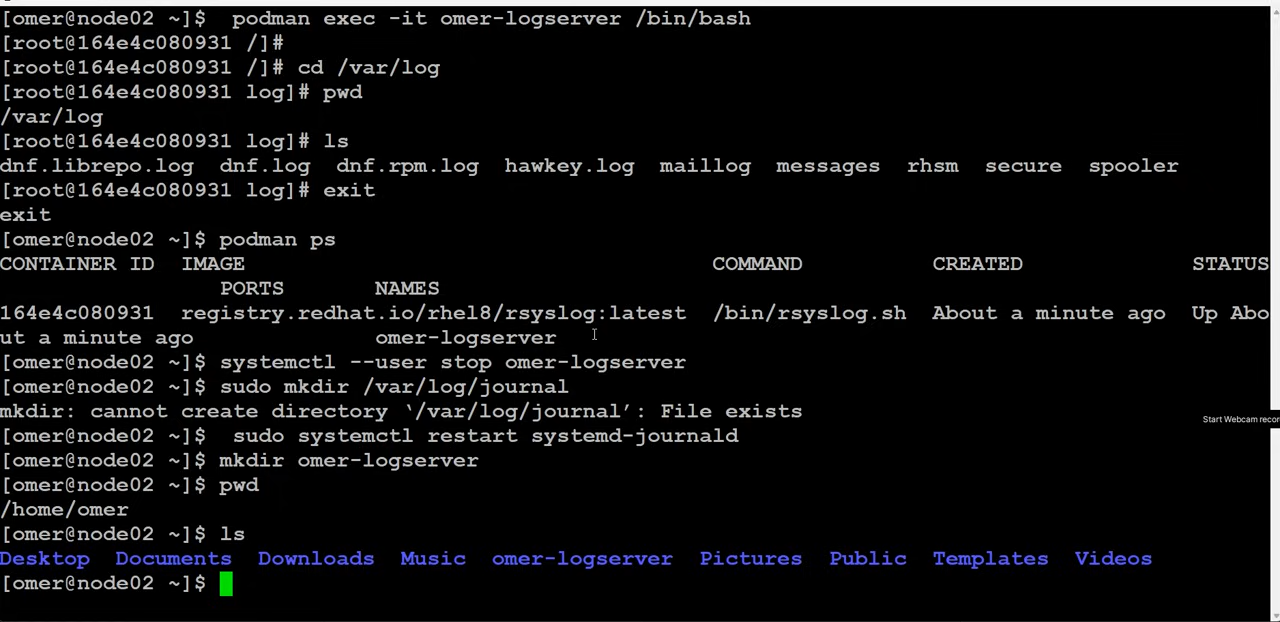 [omer@node02 ~]$  podman exec -it omer-logserver /bin/bash
[root@164e4c080931 /]#
[root@164e4c080931 /]# cd /var/log
[root@164e4c080931 log]# pwd
/var/log
[root@164e4c080931 log]# ls
dnf.librepo.log  dnf.log  dnf.rpm.log  hawkey.log  maillog  messages  rhsm  secure  spooler
[root@164e4c080931 log]# exit
exit
[omer@node02 ~]$ podman ps
CONTAINER ID  IMAGE                                    COMMAND          CREATED             STATUS
PORTS       NAMES
164e4c080931  registry.redhat.io/rhel8/rsyslog:latest  /bin/rsyslog.sh  About a minute ago  Up Abo
ut a minute ago              omer-logserver
[omer@node02 ~]$ systemctl --user stop omer-logserver
[omer@node02 ~]$ sudo mkdir /var/log/journal
mkdir: cannot create directory ‘/var/log/journal’: File exists
Start Webcam recor
[omer@node02 ~]$  sudo systemctl restart systemd-journald
[omer@node02 ~]$ mkdir omer-logserver
[omer@node02 ~]$ pwd
/home/omer
[omer@node02 ~]$ ls
Desktop  Documents  Downloads  Music  omer-logserver  Pictures  Public  Templates  Videos
[omer@node02 ~]$